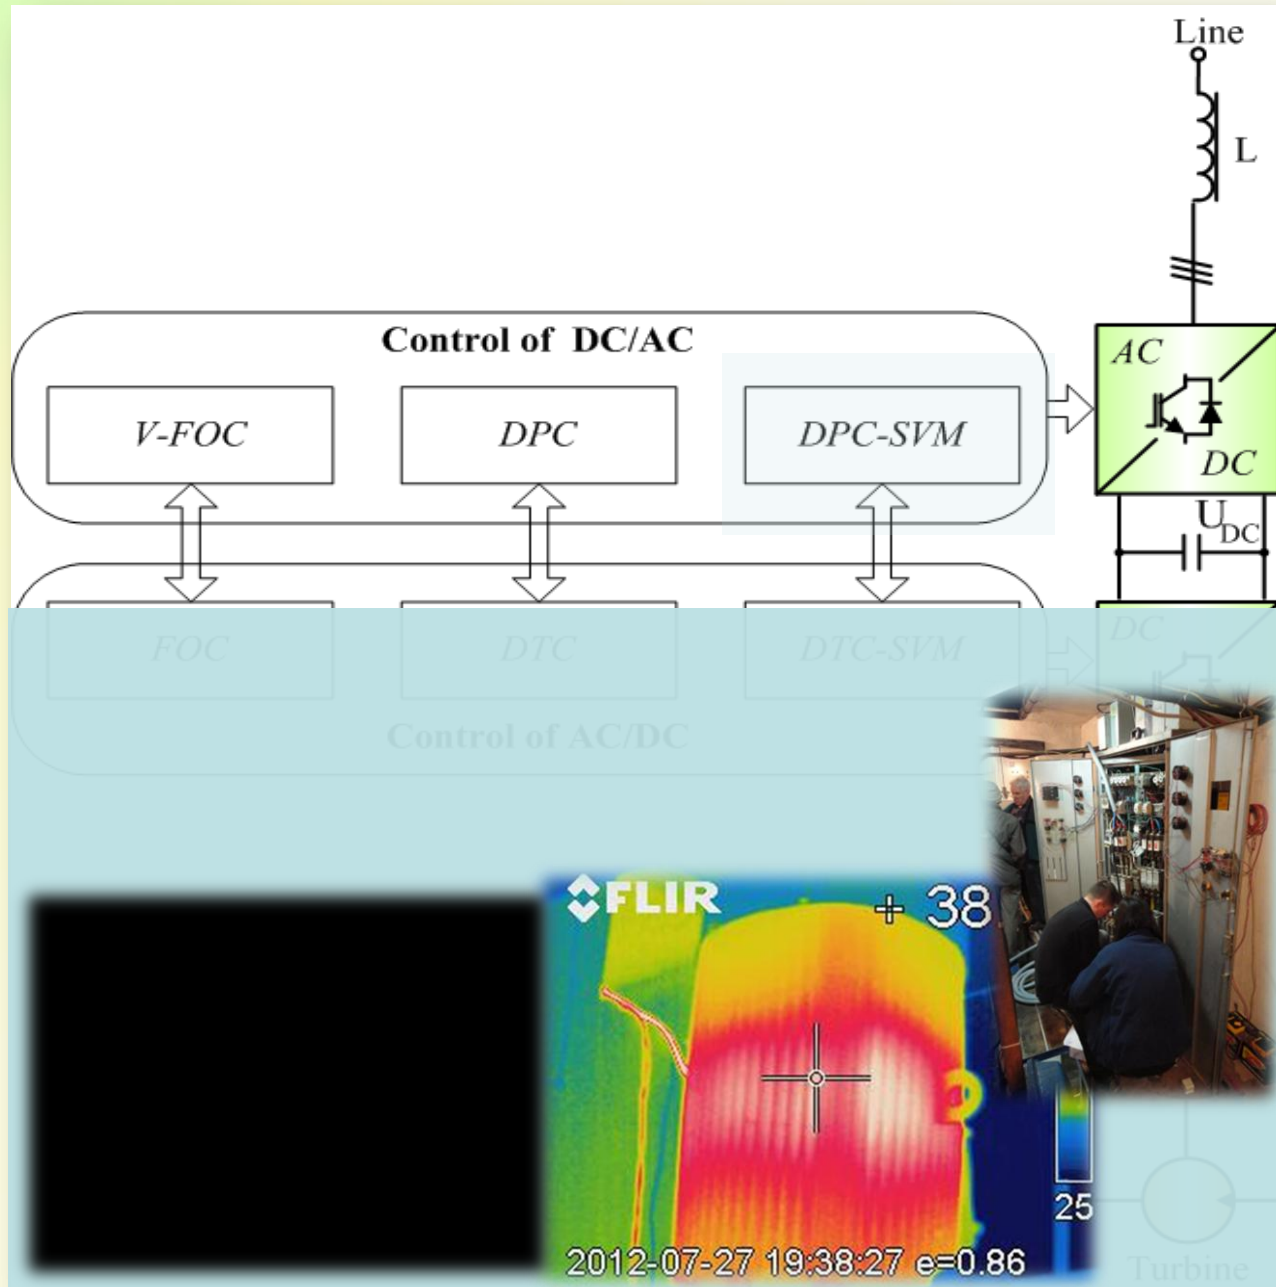 Line
L
Control of DC/AC
AC
V-FOC
DPC
DPC-SVM
DC
U DC
FOC
DTC
DTC-SVM
DC
Control of AC/DC
FLIR
38
25
2012-07-27 19:38:27 e=0.86
Turbine